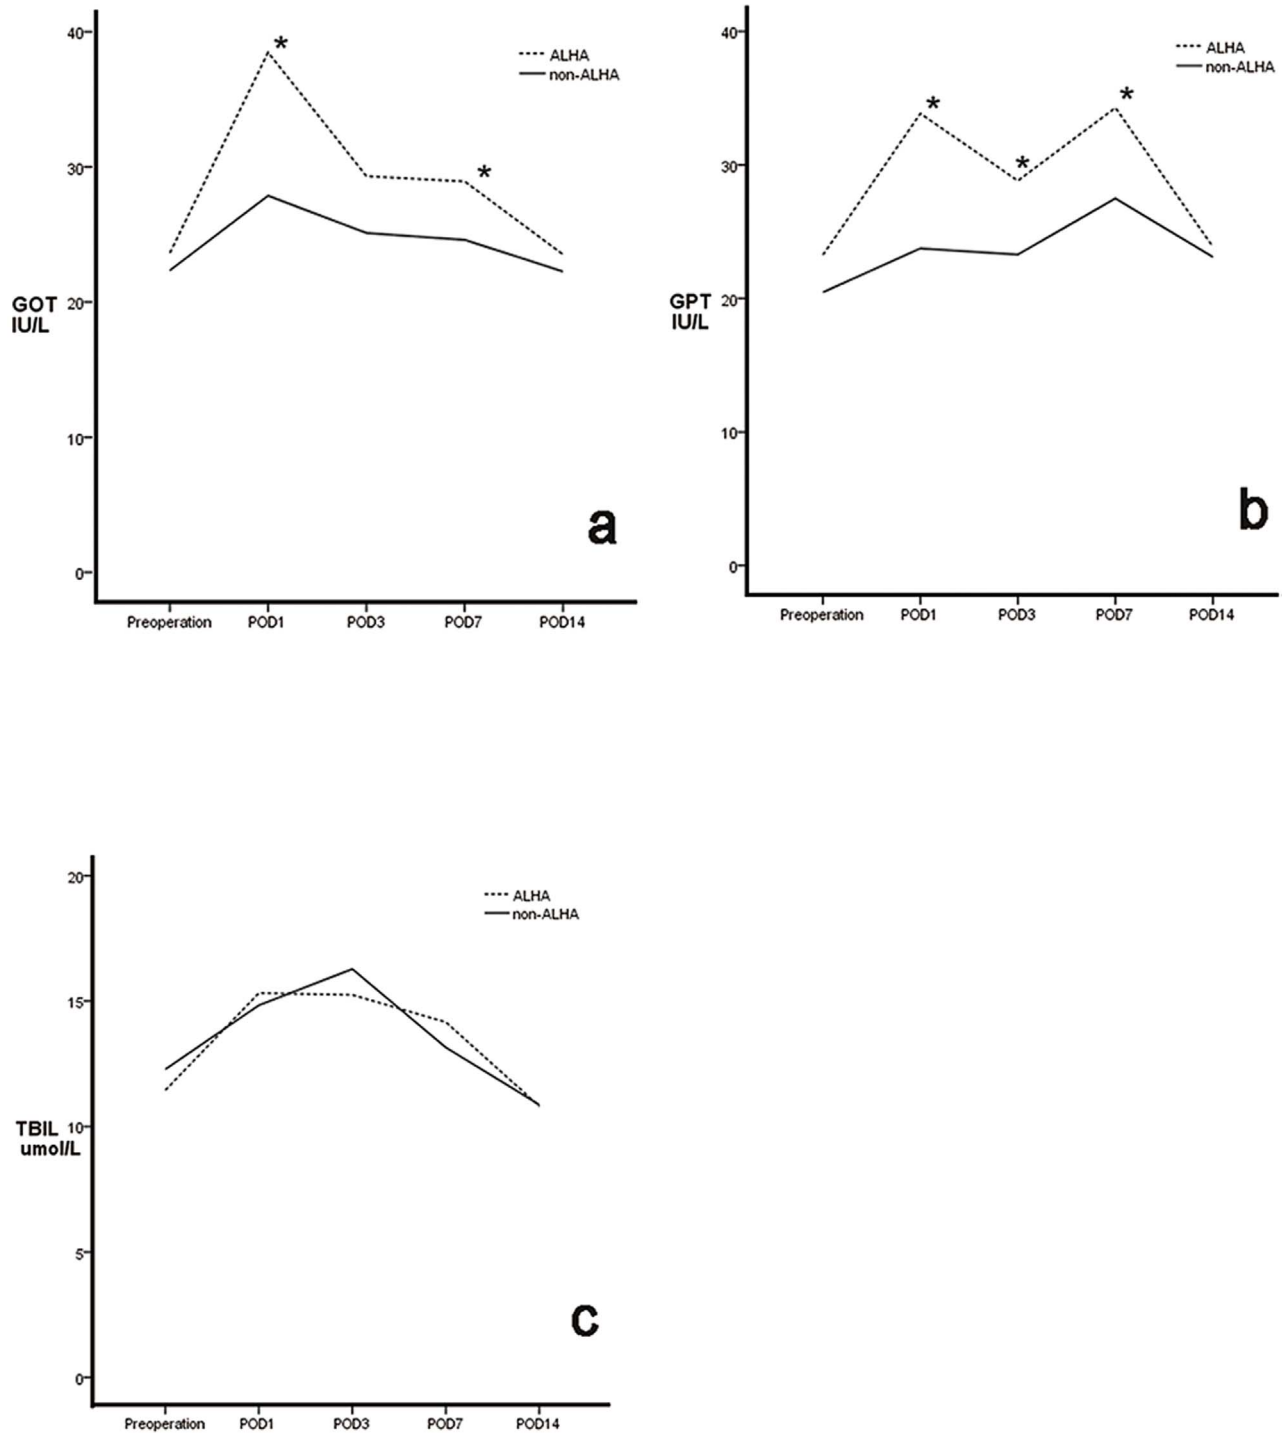 40
30
20
10
0
GOT
IU/L
*
*
ALHA
non-ALHA
a
Preoperation POD1 POD3 POD7 POD14
40
30
20
10
0
GPT
IU/L
*
*
*
ALHA
non-ALHA
b
Preoperation POD1 POD3 POD7 POD14
20
15
10
5
0
TBIL
umol/L
ALHA
non-ALHA
c
Preoperation POD1 POD3 POD7 POD14